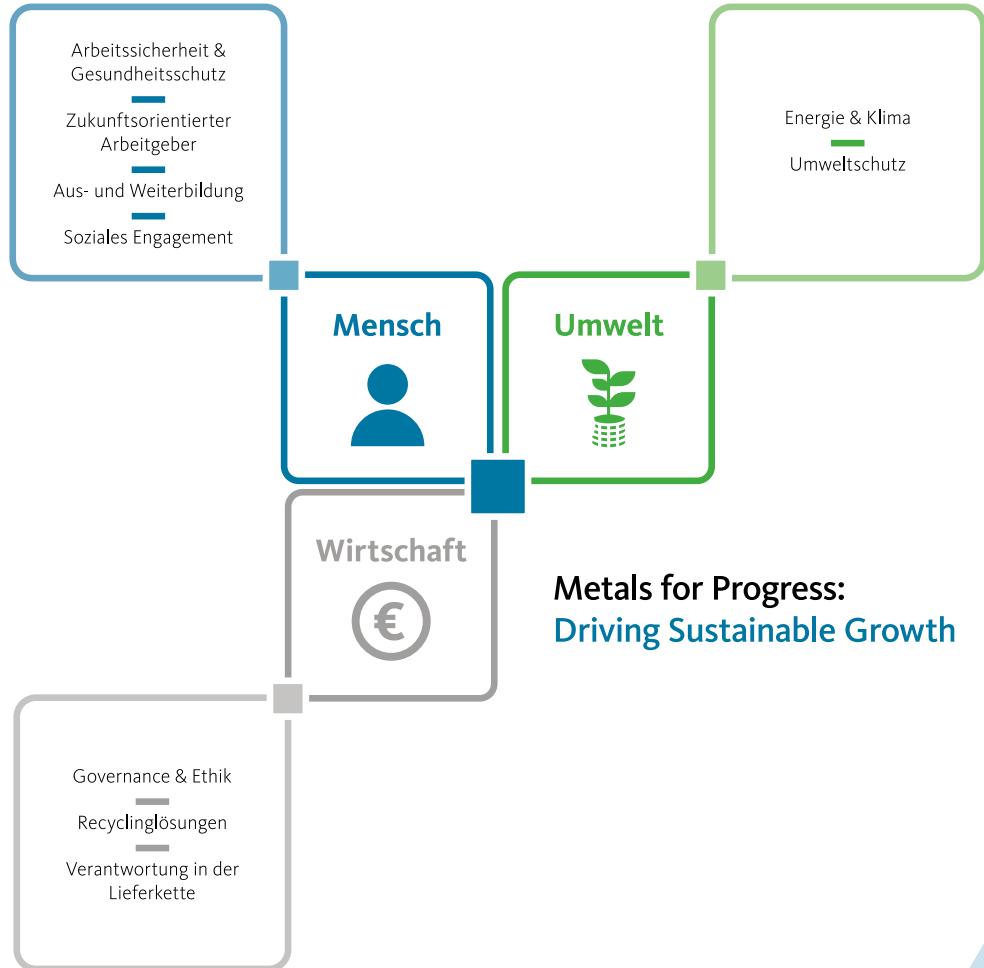 Arbeitssicherheit &
Gesundheitsschutz
Zukunftsorientierter
Arbeitgeber
Aus- und Weiterbildung
Soziales Engagement
Energie & Klima
Umweltschutz
Mensch
Umwelt
Wirtschaft
€
Metals for Progress:
Driving Sustainable Growth
Governance & Ethik
Recyclinglösungen
Verantwortung in der
Lieferkette